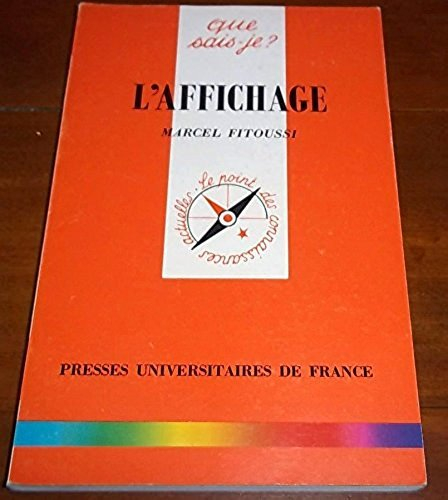 que
sais-je?
L'AFFICHAGE
MARCEL FITOUSSI
Le point des connaissances actuelles
PRESSES UNIVERSITAIRES DE FRANCE